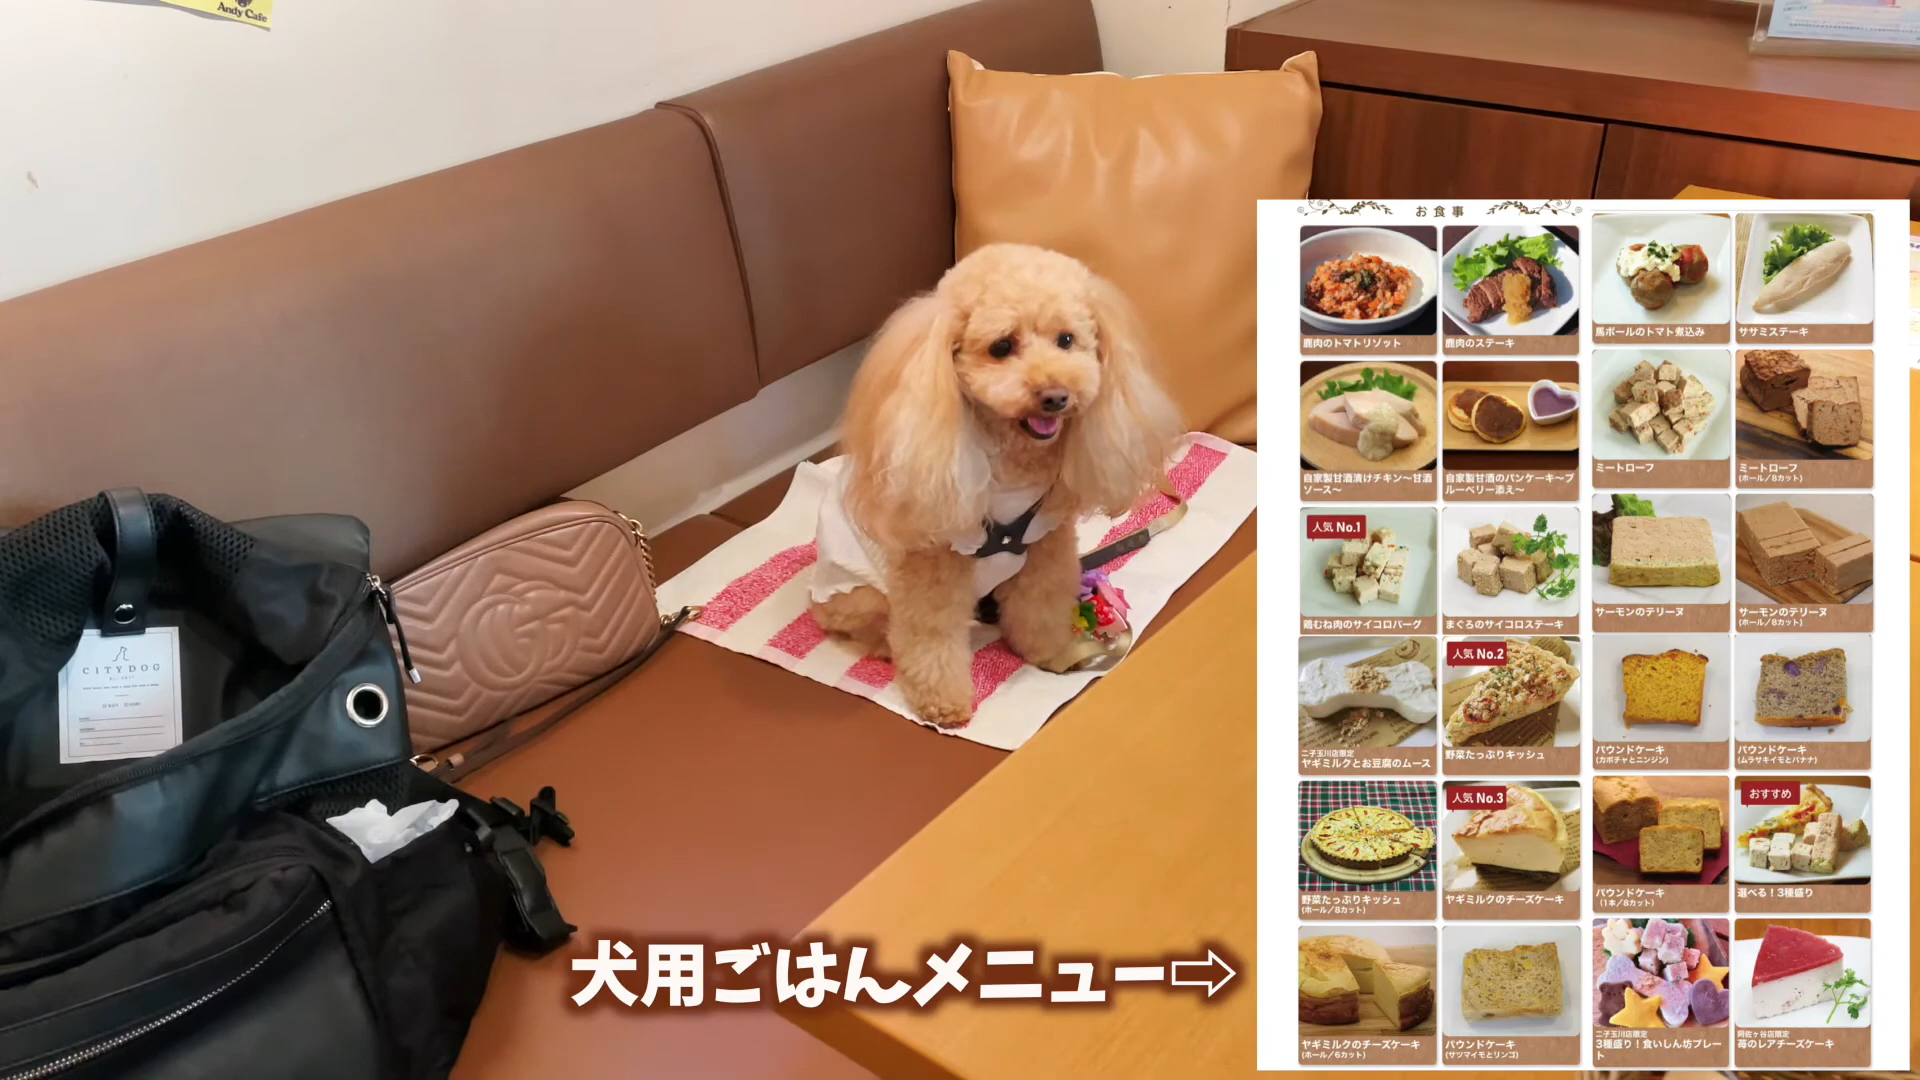 Andy Cafe
お食事
鹿肉のトマトリゾット
鹿肉のステーキ
馬ボールのトマト煮込み
ササミステーキ
自家製甘酒漬けチキン〜甘酒
ソース〜
自家製甘酒のパンケーキ〜ブ
ルーベリー添え〜
ミートローフ
ミートローフ
(ホール/8カット)
人気 No.1
鶏むね肉のサイコロバーグ
まぐろのサイコロステーキ
サーモンのテリーヌ
サーモンのテリーヌ
(ホール/8カット)
二子玉川店限定
ヤギミルクとお豆腐のムース
人気 No.2
野菜たっぷりキッシュ
パウンドケーキ
(カボチャとニンジン)
パウンドケーキ
(ムラサキイモとバナナ)
野菜たっぷりキッシュ
(ホール/8カット)
人気 No.3
ヤギミルクのチーズケーキ
パウンドケーキ
(1本/8カット)
おすすめ
選べる!3種盛り
ヤギミルクのチーズケーキ
(ホール/6カット)
パウンドケーキ
(サツマイモとリンゴ)
二子玉川店限定
3種盛り!食いしん坊プレー
ト
阿佐ヶ谷店限定
苺のレアチーズケーキ
CITY DOG
犬用ごはんメニュー⇨